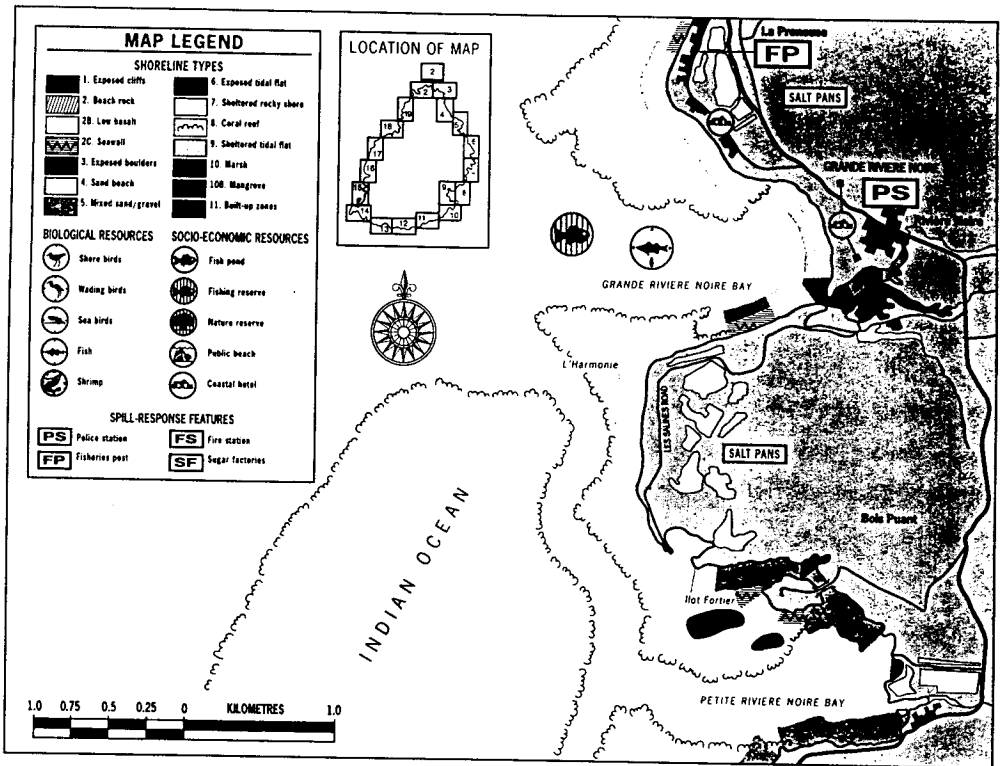 MAP LEGEND
SHORELINE TYPES
1. Exposed cliffs
2. Beach rock
2B. Low basalt
2C. Seawall
3. Exposed boulders
4. Sand beach
5. Mixed sand/gravel
6. Exposed tidal flat
7. Sheltered rocky shore
8. Coral reef
9. Sheltered tidal flat
10. Marsh
10B. Mangrove
11. Built-up zones
BIOLOGICAL RESOURCES
Shore birds
Wading birds
Sea birds
Fish
Shrimp
SOCIO-ECONOMIC RESOURCES
Fish pond
Fishing reserve
Nature reserve
Public beach
Coastal hotel
SPILL-RESPONSE FEATURES
PS Police station
FP Fisheries post
FS Fire station
SF Sugar factories
LOCATION OF MAP
2
2
3
19
4
18
17
16
9
8
14
13
12
11
10
La Preneuse
FP
SALT PANS
GRANDE RIVIERE NOIRE
PS
Rivière Noire
GRANDE RIVIERE NOIRE BAY
L'Harmonie
LES SALINES ROAD
SALT PANS
Bois Puant
Ilot Fortier
INDIAN OCEAN
PETITE RIVIERE NOIRE BAY
1.0 0.75 0.5 0.25 0 KILOMETRES 1.0